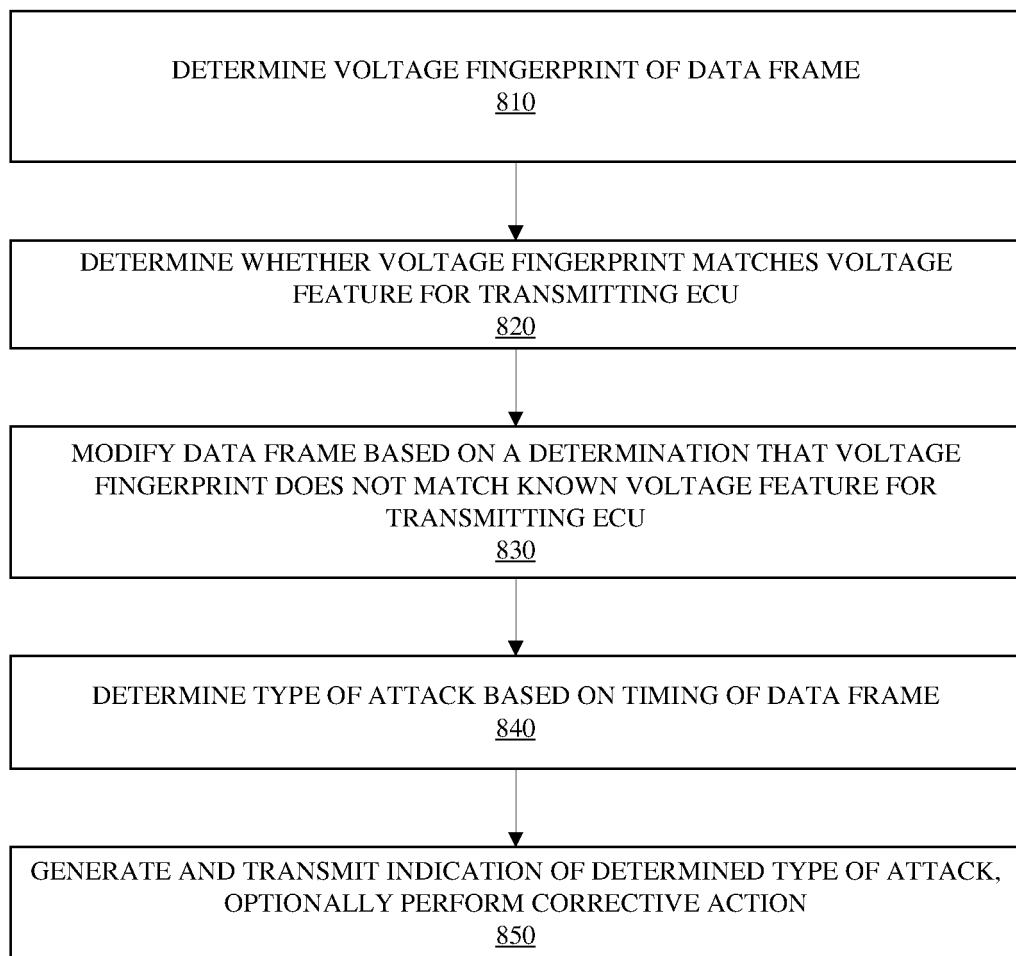 DETERMINE VOLTAGE FINGERPRINT OF DATA FRAME
810
DETERMINE WHETHER VOLTAGE FINGERPRINT MATCHES VOLTAGE
FEATURE FOR TRANSMITTING ECU
820
MODIFY DATA FRAME BASED ON A DETERMINATION THAT VOLTAGE
FINGERPRINT DOES NOT MATCH KNOWN VOLTAGE FEATURE FOR
TRANSMITTING ECU
830
DETERMINE TYPE OF ATTACK BASED ON TIMING OF DATA FRAME
840
GENERATE AND TRANSMIT INDICATION OF DETERMINED TYPE OF ATTACK,
OPTIONALLY PERFORM CORRECTIVE ACTION
850